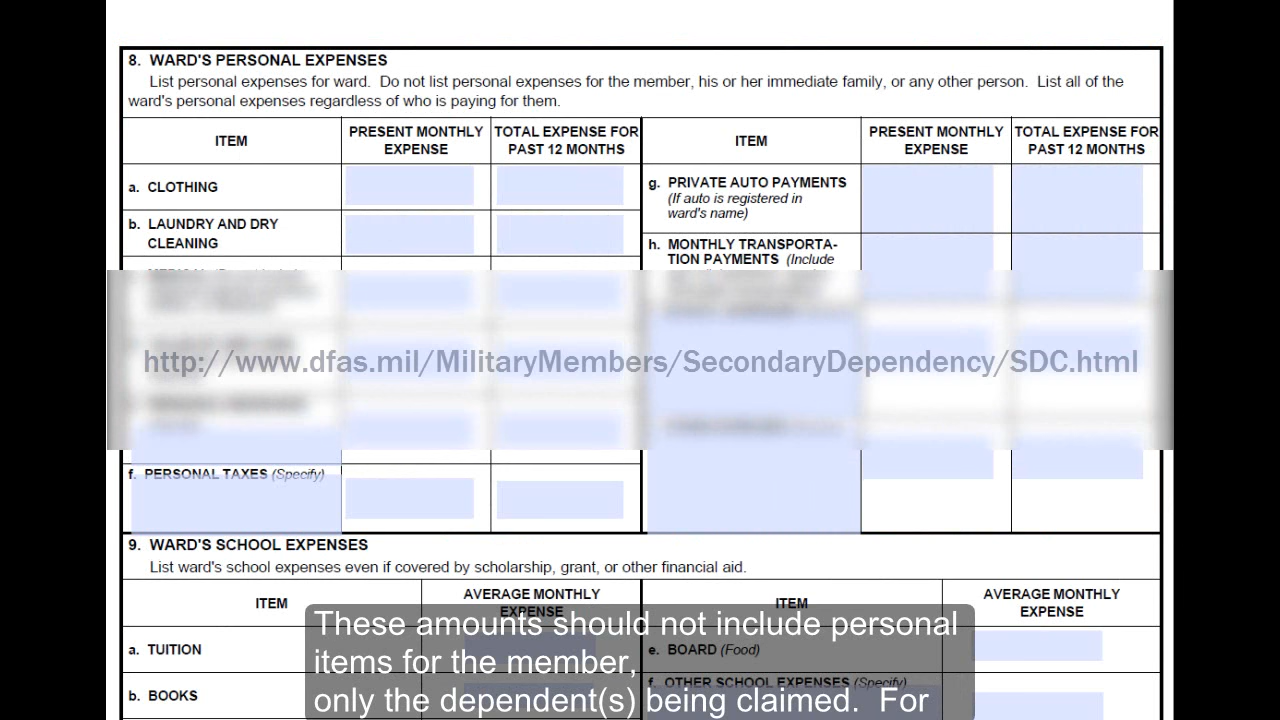 8. WARD'S PERSONAL EXPENSES
List personal expenses for ward. Do not list personal expenses for the member, his or her immediate family, or any other person. List all of the
ward's personal expenses regardless of who is paying for them.
ITEM
PRESENT MONTHLY
EXPENSE
TOTAL EXPENSE FOR
PAST 12 MONTHS
ITEM
PRESENT MONTHLY
EXPENSE
TOTAL EXPENSE FOR
PAST 12 MONTHS
a. CLOTHING
b. LAUNDRY AND DRY
CLEANING
g. PRIVATE AUTO PAYMENTS
(If auto is registered in
ward's name)
h. MONTHLY TRANSPORTA-
TION PAYMENTS (Include
http://www.dfas.mil/MilitaryMembers/SecondaryDependency/SDC.html
f. PERSONAL TAXES (Specify)
9. WARD'S SCHOOL EXPENSES
List ward's school expenses even if covered by scholarship, grant, or other financial aid.
ITEM
AVERAGE MONTHLY
EXPENSE
ITEM
AVERAGE MONTHLY
EXPENSE
a. TUITION
b. BOOKS
e. BOARD (Food)
f. OTHER SCHOOL EXPENSES (Specify)
These amounts should not include personal
items for the member,
only the dependent(s) being claimed. For